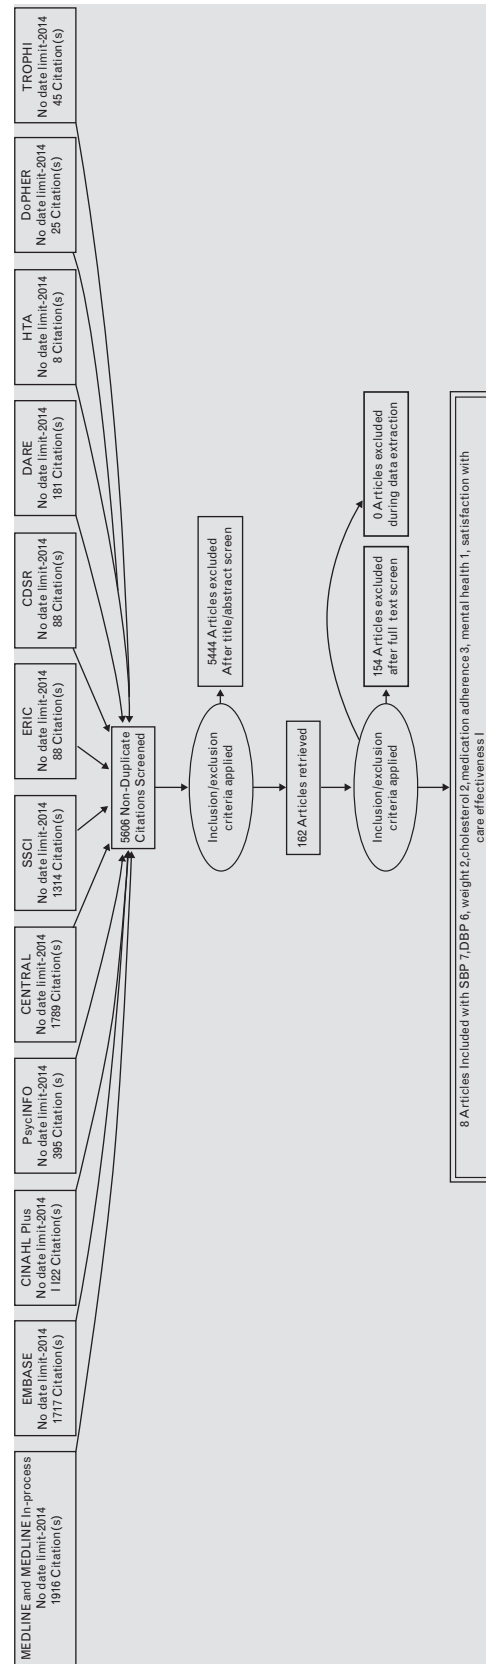 MEDLINE and MEDLINE In-process
No date limit-2014
1916 Citation(s)
EMBASE
No date limit-2014
1717 Citation(s)
CINAHL Plus
No date limit-2014
I I22 Citation(s)
PsycINFO
No date limit-2014
395 Citation (s)
CENTRAL
No date limit-2014
1789 Citation(s)
SSCI
No date limit-2014
1314 Citation(s)
ERIC
No date limit-2014
88 Citation(s)
CDSR
No date limit-2014
88 Citation(s)
DARE
No date limit-2014
181 Citation(s)
HTA
No date limit-2014
8 Citation(s)
DoPHER
No date limit-2014
25 Citation(s)
TROPHI
No date limit-2014
45 Citation(s)
5606 Non-Duplicate
Citations Screened
Inclusion/exclusion
criteria applied
5444 Articles excluded
After title/abstract screen
162 Articles retrieved
Inclusion/exclusion
criteria applied
154 Articles excluded
after full text screen
0 Articles excluded
during data extraction
8 Articles Included with SBP 7,DBP 6, weight 2,cholesterol 2,medication adherence 3, mental health 1, satisfaction with
care effectiveness I